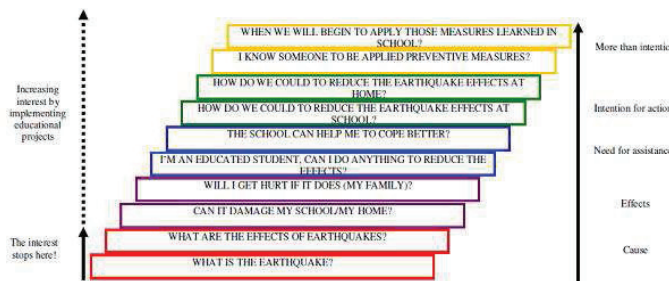 WHEN WE WILL BEGIN TO APPLY THOSE MEASURES LEARNED IN
SCHOOL?
I KNOW SOMEONE TO BE APPLIED PREVENTIVE MEASURES?
HOW DO WE COULD TO REDUCE THE EARTHQUAKE EFFECTS AT
HOME?
HOW DO WE COULD TO REDUCE THE EARTHQUAKE EFFECTS AT
SCHOOL?
THE SCHOOL CAN HELP ME TO COPE BETTER?
I'M AN EDUCATED STUDENT, CAN I DO ANYTHING TO REDUCE THE
EFFECTS?
WILL I GET HURT IF IT DOES (MY FAMILY)?
CAN IT DAMAGE MY SCHOOL/MY HOME?
WHAT ARE THE EFFECTS OF EARTHQUAKES?
WHAT IS THE EARTHQUAKE?
Increasing
interest by
implementing
educational
projects
The interest
stops here!
More than intentio
Intention for action
Need for assistance
Effects
Cause